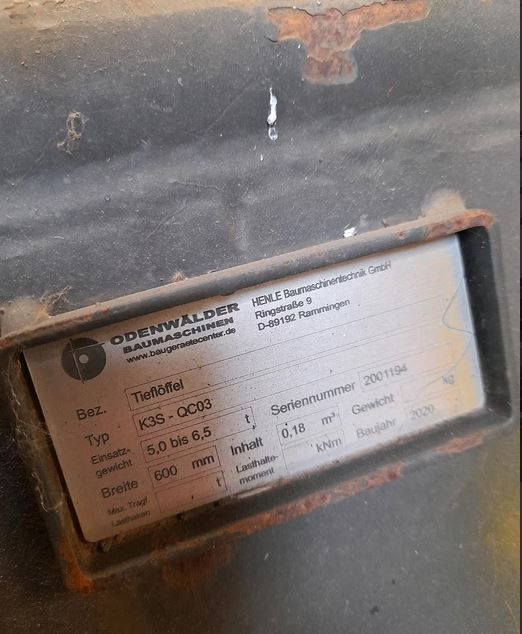 ODENWÄLDER
BAUMASCHINEN
www.baugeraetecenter.de
HENLE Baumaschinentechnik GmbH
Ringstraße 9
D-89192 Rammingen
Bez. Tieflöffel
Typ K3S - QC03 Seriennummer 2001194
Einsatz-
gewicht 5,0 bis 6,5 t Inhalt 0,18 m³ Gewicht kg
Breite 600 mm Lasthalte-
moment kNm Baujahr 2020
Max. Tragf.
Lasthaken t